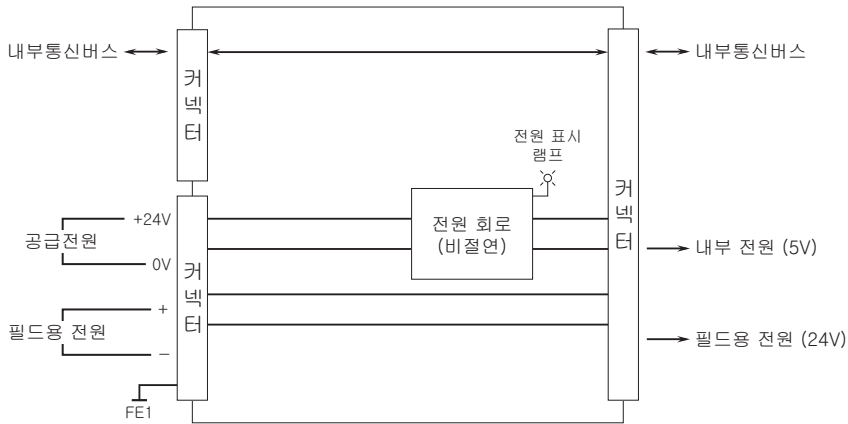 내부통신버스
커넥터
내부통신버스
전원 표시
램프
커넥터
+24V
공급전원
0V
커넥터
전원 회로
(비절연)
내부 전원 (5V)
+
필드용 전원
−
필드용 전원 (24V)
FE1